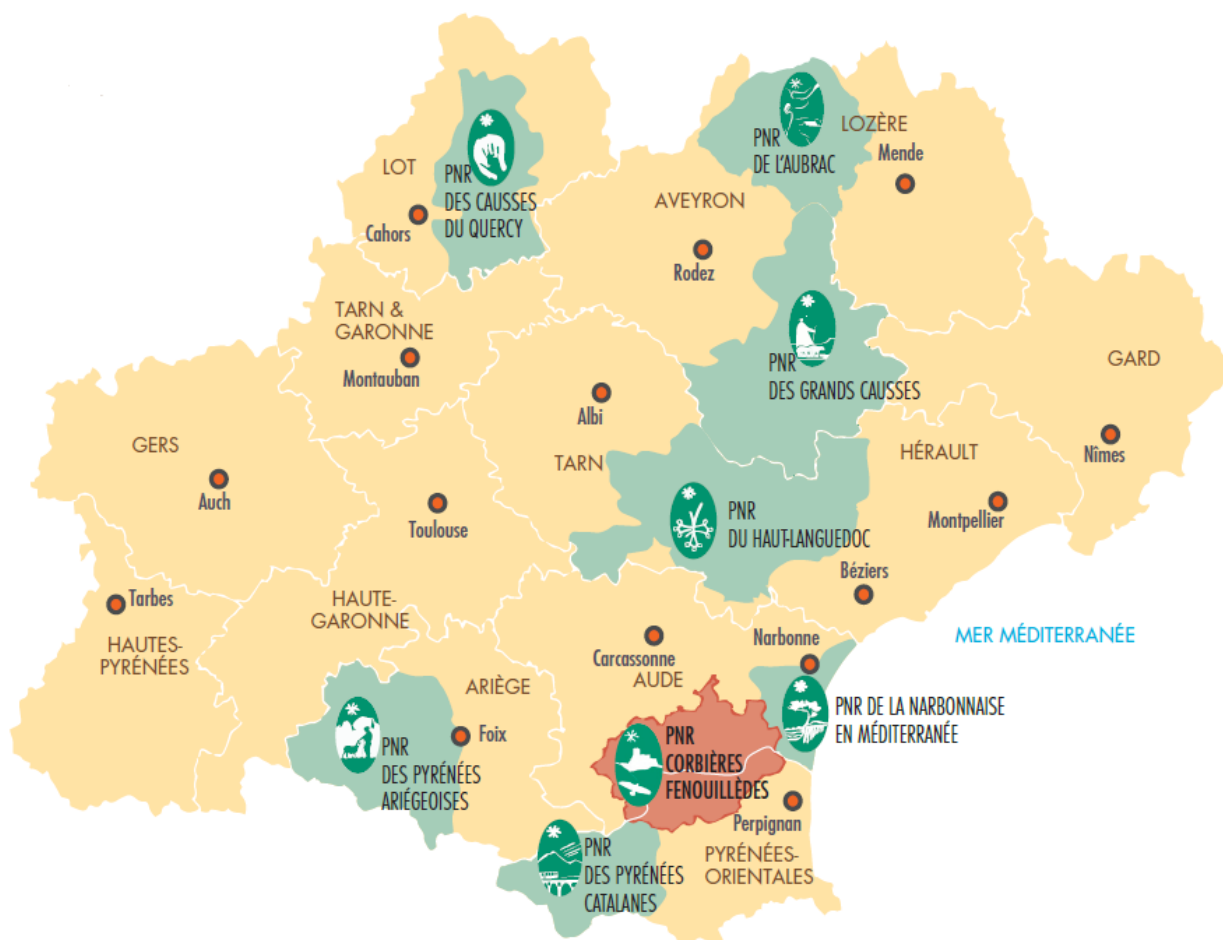 LOT
Cahors
PNR
DES CAUSSES
DU QUERCY
PNR
DE L'AUBRAC
LOZÈRE
Mende
AVEYRON
Rodez
TARN &
GARONNE
Montauban
PNR
DES GRANDS CAUSSES
GARD
Nîmes
Albi
TARN
GERS
Auch
Toulouse
HÉRAULT
Montpellier
PNR
DU HAUT-LANGUEDOC
Béziers
Tarbes
HAUTES-
PYRÉNÉES
HAUTE-
GARONNE
Carcassonne
AUDE
Narbonne
MER MÉDITERRANÉE
ARIÈGE
Foix
PNR
DES PYRÉNÉES
ARIÉGEOISES
PNR
CORBIÈRES
FENOUILLÈDES
PNR DE LA NARBONNAISE
EN MÉDITERRANÉE
Perpignan
PNR
DES PYRÉNÉES
CATALANES
PYRÉNÉES-
ORIENTALES